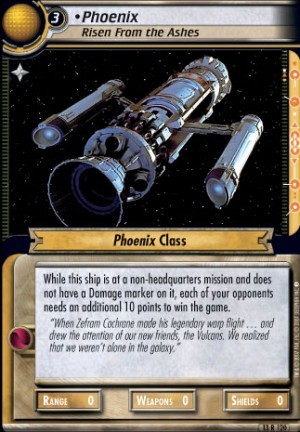 3
•Phoenix
Risen From the Ashes
Phoenix Class
While this ship is at a non-headquarters mission and does
not have a Damage marker on it, each of your opponents
needs an additional 10 points to win the game.
"When Zefram Cochrane made his legendary warp flight . . . and
drew the attention of our new friends, the Vulcans. We realized
that we weren't alone in the galaxy."
RANGE 0 WEAPONS 0 SHIELDS 0
13 R 120